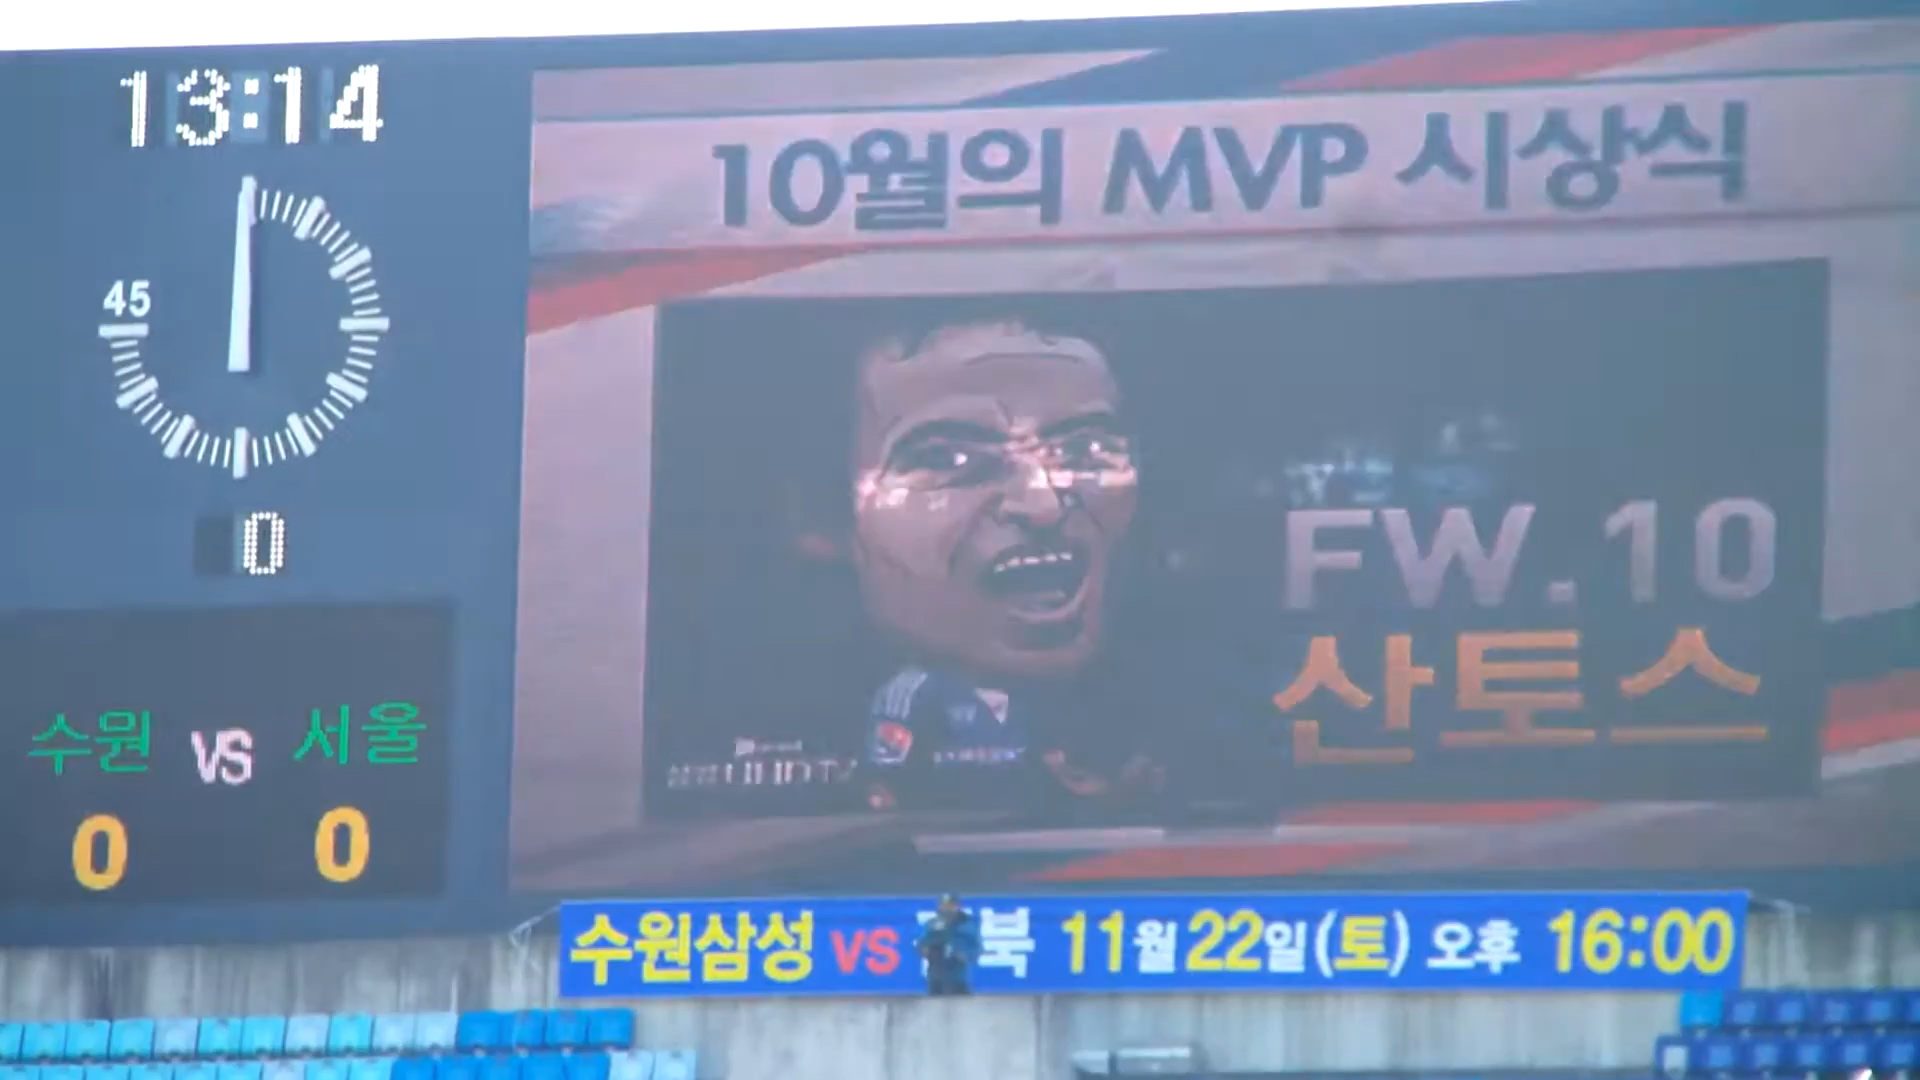 13:14
45
0
수원 VS 서울
0 0
10월의 MVP 시상식
FW.10
산토스
수원삼성 VS 북 11월 22일(토) 오후 16:00